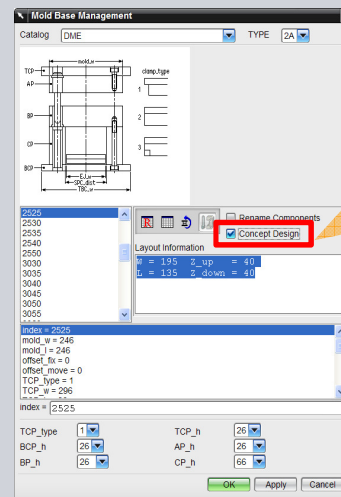 Mold Base Management
Catalog DME TYPE 2A
mold_w
clamp_type
TCP
AP
1
BP
2
CP
3
BCP
EJ_w
SPC_dist
TBC_w
2525
2530
2535
2540
2550
3030
3035
3040
3045
3050
3055
Rename Components
Concept Design
Layout Information
W = 195 Z_up = 40
L = 135 Z_down = 40
index = 2525
mold_w = 246
mold_l = 246
offset_fix = 0
offset_move = 0
TCP_type = 1
TCP_w = 296
index = 2525
TCP_type 1 TCP_h 26
BCP_h 26 AP_h 26
BP_h 26 CP_h 66
OK Apply Cancel